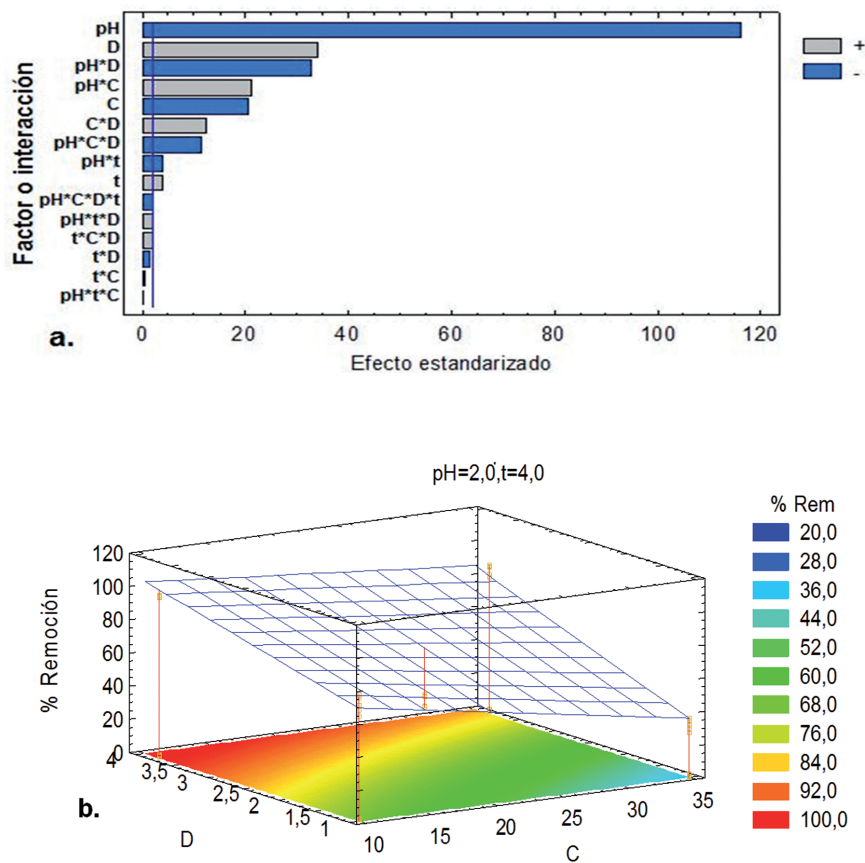 pH
D
pH*D
pH*C
C
C*D
pH*C*D
pH*t
t
pH*C*D*t
pH*t*D
t*C*D
t*D
t*C
pH*t*C
Factor o interacción
+
-
0 20 40 60 80 100 120
Efecto estandarizado
a.
pH=2,0,t=4,0
% Remoción
120
100
80
60
40
20
0
4 3,5 3 2,5 2 1,5 1
D
10 15 20 25 30 35
C
b.
% Rem
20,0
28,0
36,0
44,0
52,0
60,0
68,0
76,0
84,0
92,0
100,0